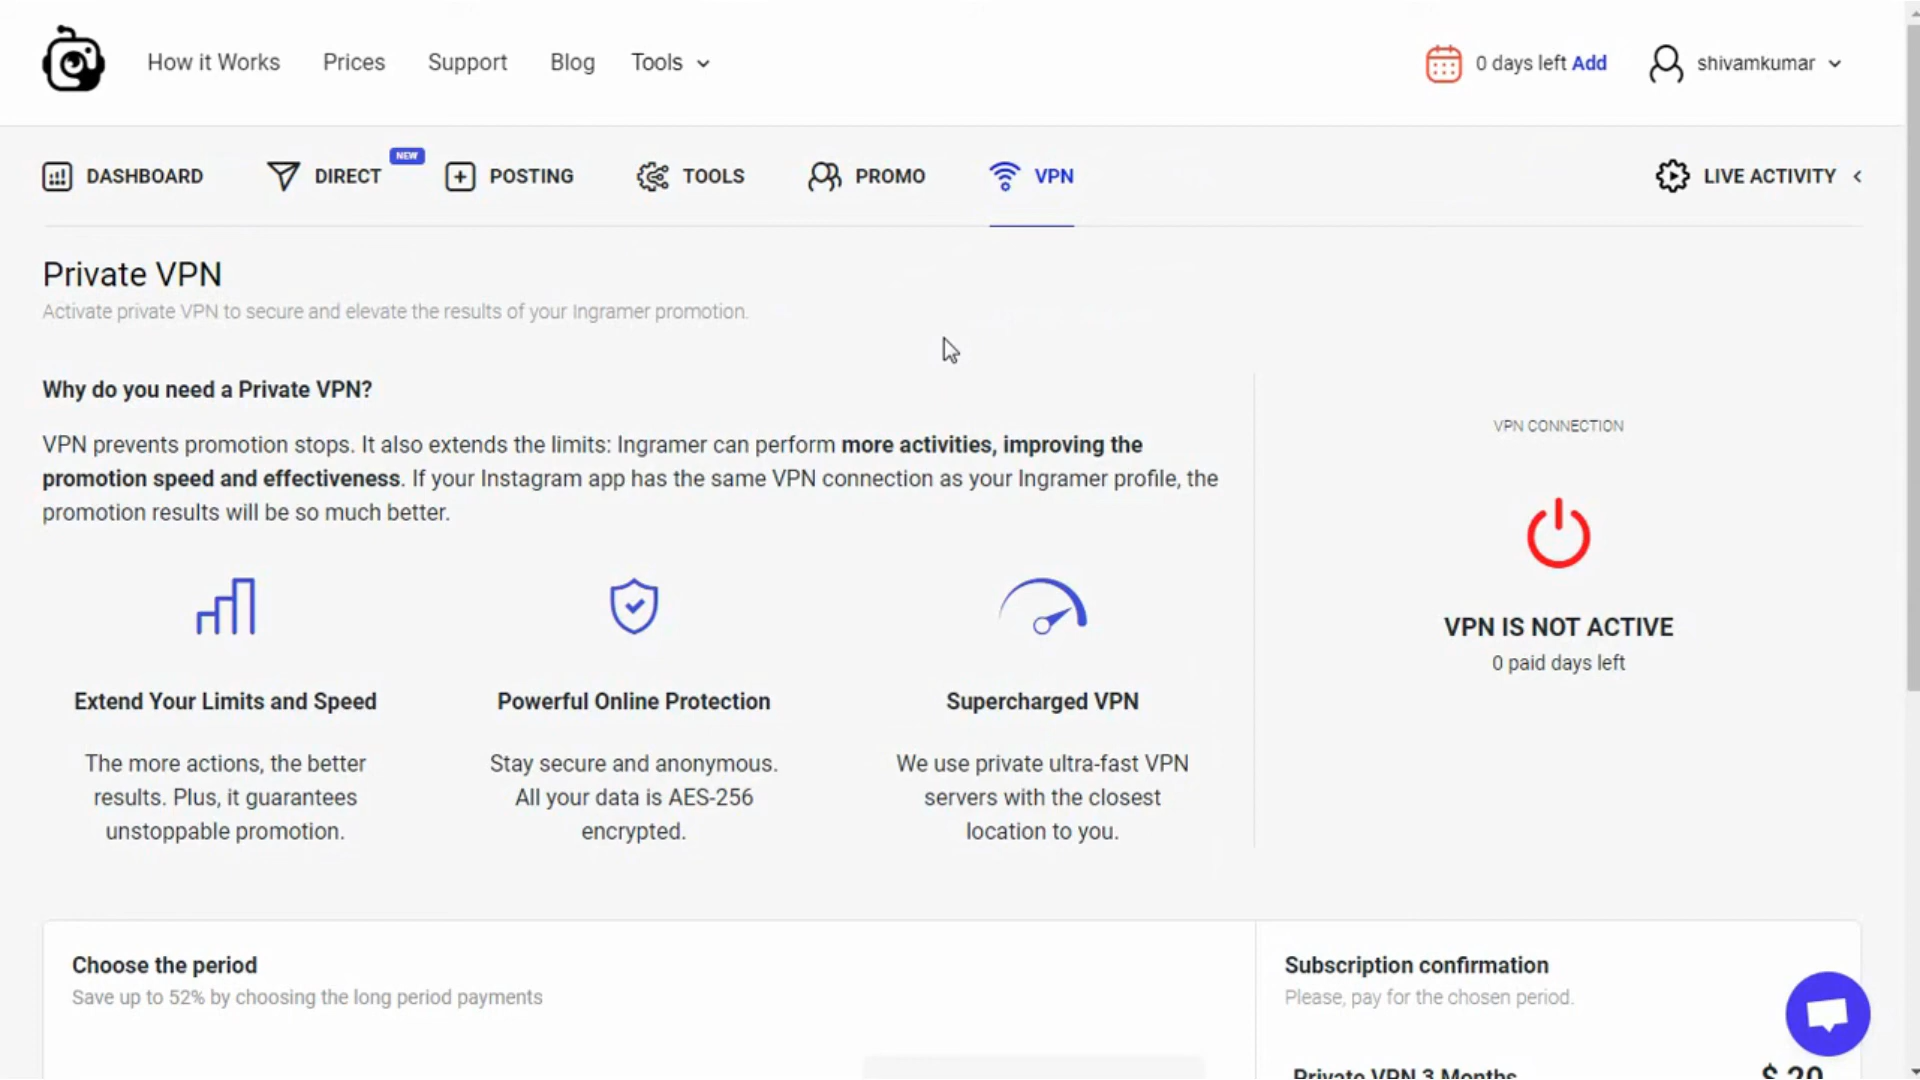 How it Works Prices Support Blog Tools 0 days left Add shivamkumar
DASHBOARD DIRECT NEW POSTING TOOLS PROMO VPN LIVE ACTIVITY
Private VPN
Activate private VPN to secure and elevate the results of your Ingramer promotion.
Why do you need a Private VPN?
VPN prevents promotion stops. It also extends the limits: Ingramer can perform more activities, improving the
promotion speed and effectiveness. If your Instagram app has the same VPN connection as your Ingramer profile, the
promotion results will be so much better.
Extend Your Limits and Speed
The more actions, the better
results. Plus, it guarantees
unstoppable promotion.
Powerful Online Protection
Stay secure and anonymous.
All your data is AES-256
encrypted.
Supercharged VPN
We use private ultra-fast VPN
servers with the closest
location to you.
VPN CONNECTION
VPN IS NOT ACTIVE
0 paid days left
Choose the period
Save up to 52% by choosing the long period payments
Subscription confirmation
Please, pay for the chosen period.
Private VPN 3 Months